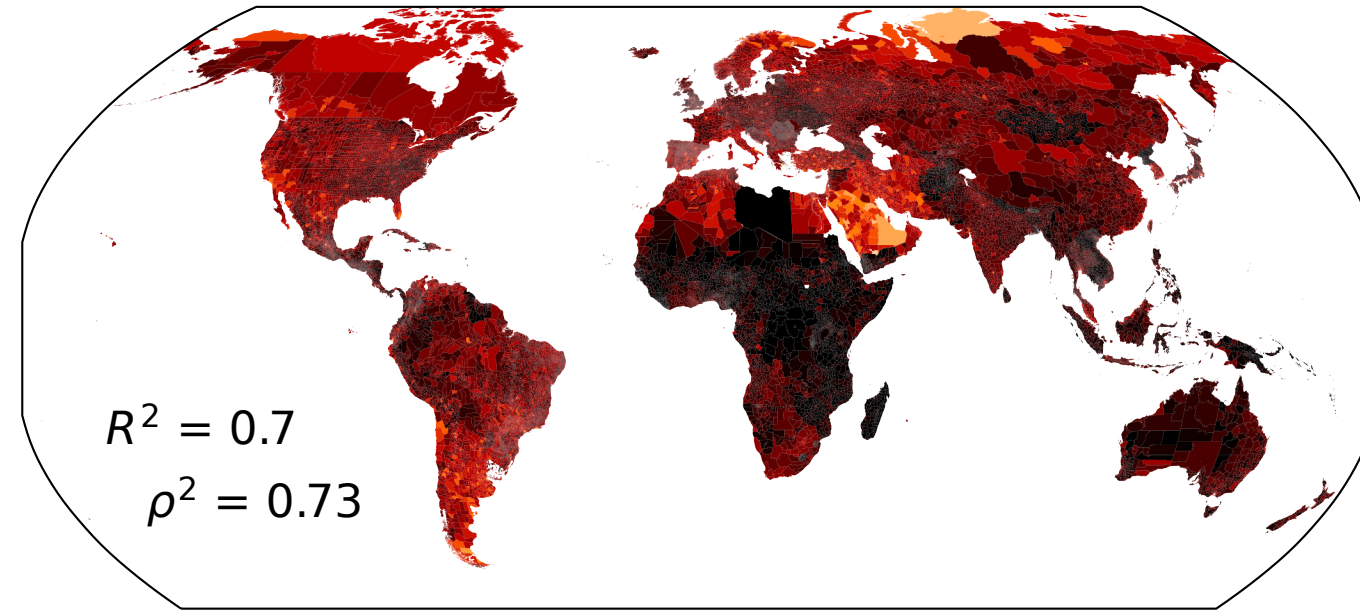 R² = 0.7
ρ² = 0.73